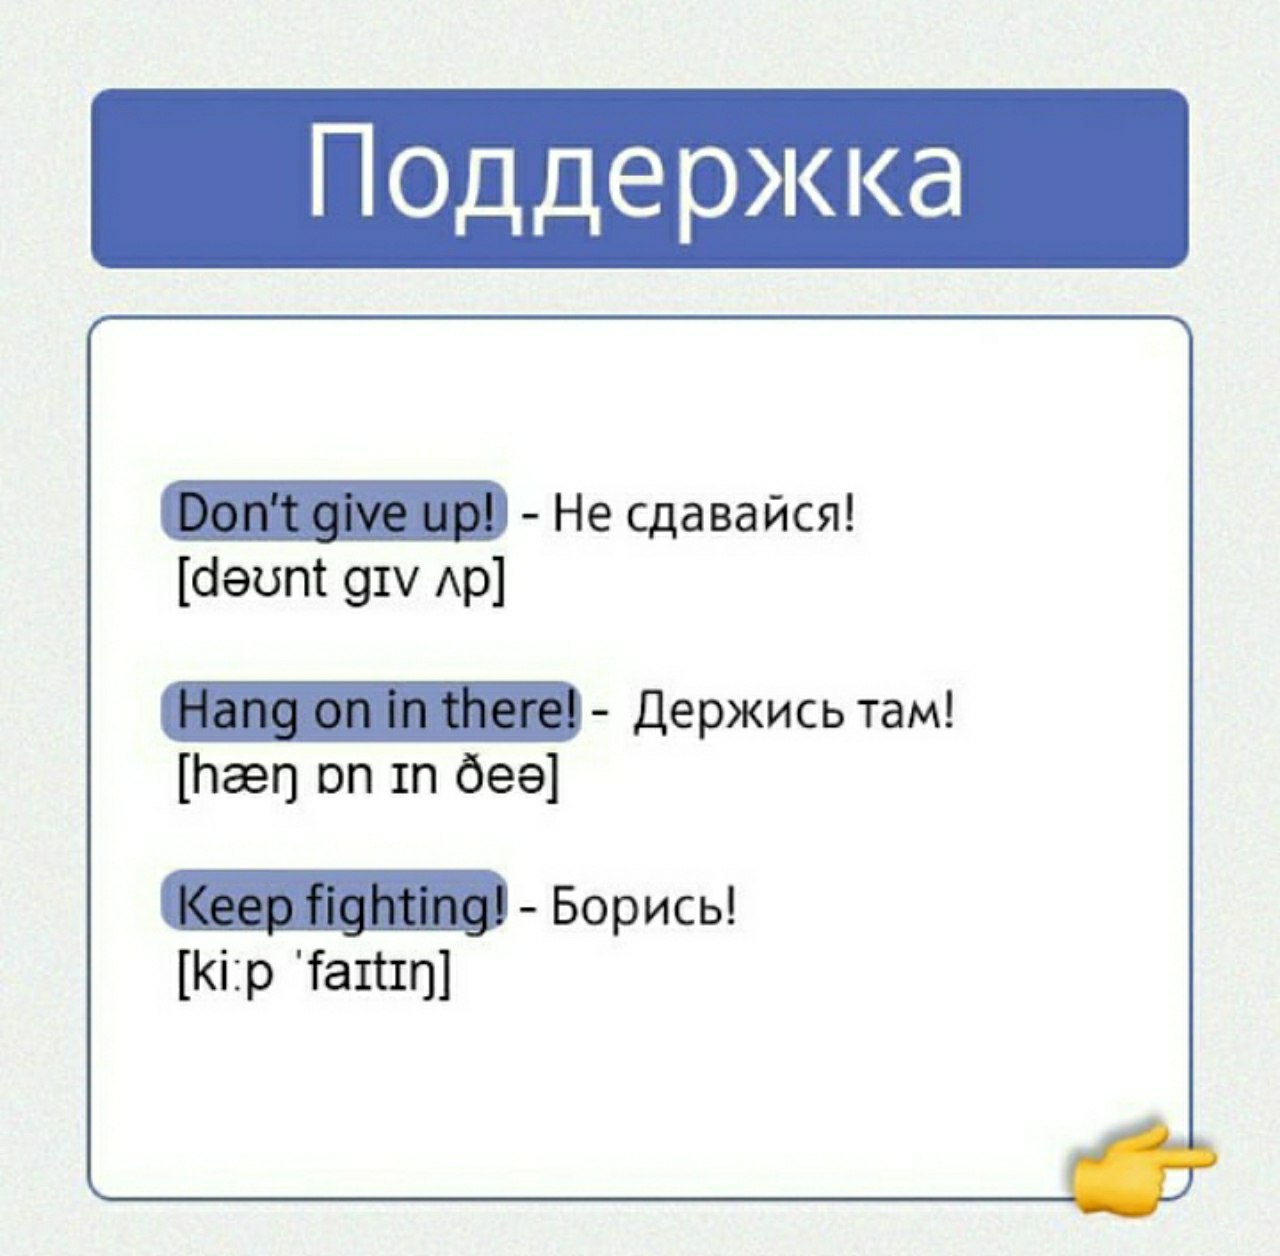 Поддержка
Don't give up! - Не сдавайся!
[dəʊnt gɪv ʌp]
Hang on in there! - Держись там!
[hæŋ ɒn ɪn ðeə]
Keep fighting! - Борись!
[ki:p ˈfaɪtɪŋ]